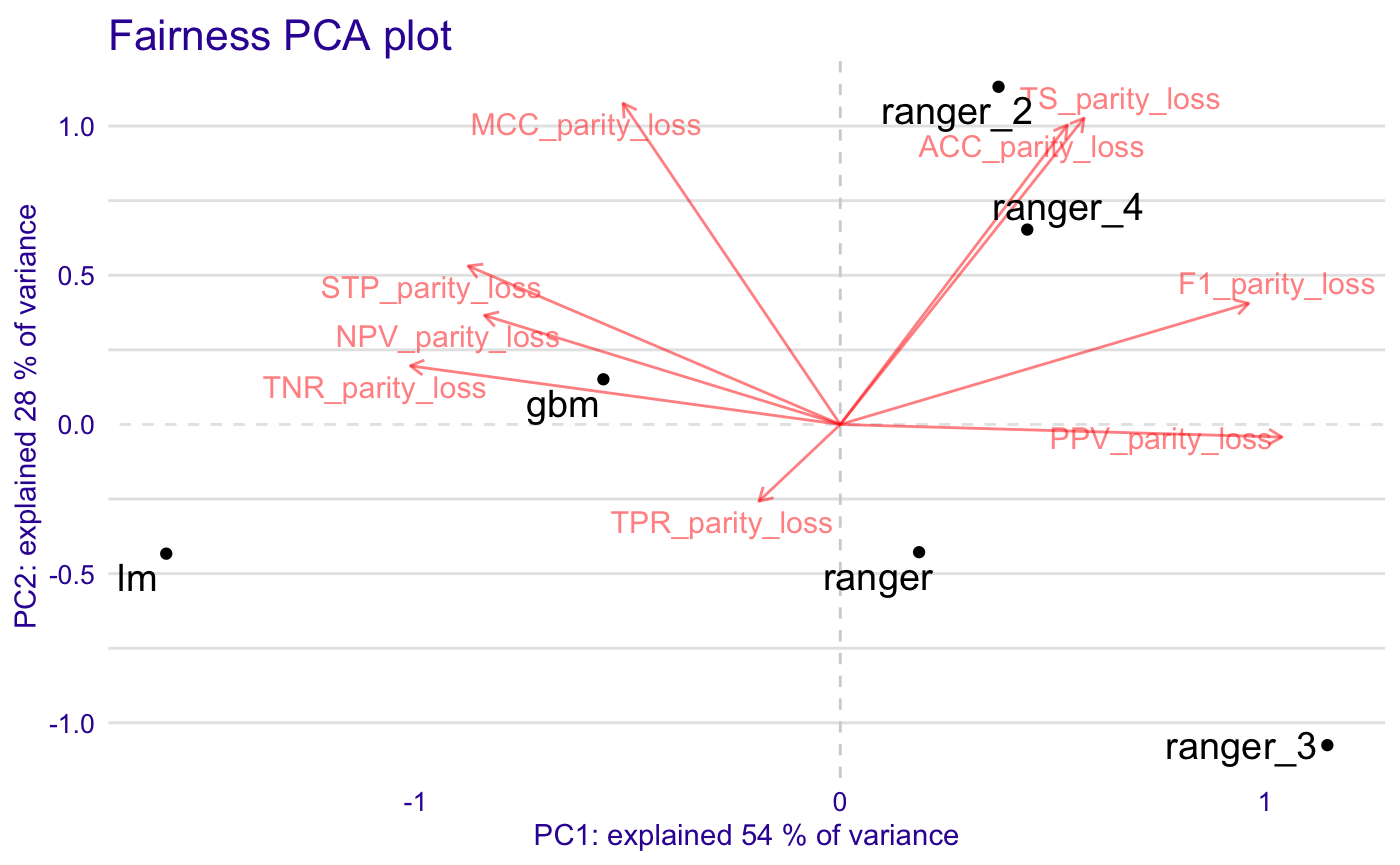 Fairness PCA plot
ranger_2
TS_parity_loss
MCC_parity_loss
1.0
ACC_parity_loss
ranger_4
0.5
F1_parity_loss
STP_parity_loss
NPV_parity_loss
TNR_parity_loss
gbm
0.0
PPV_parity_loss
TPR_parity_loss
lm
-0.5
ranger
-1.0
ranger_3
PC2: explained 28 % of variance
-1
0
1
PC1: explained 54 % of variance